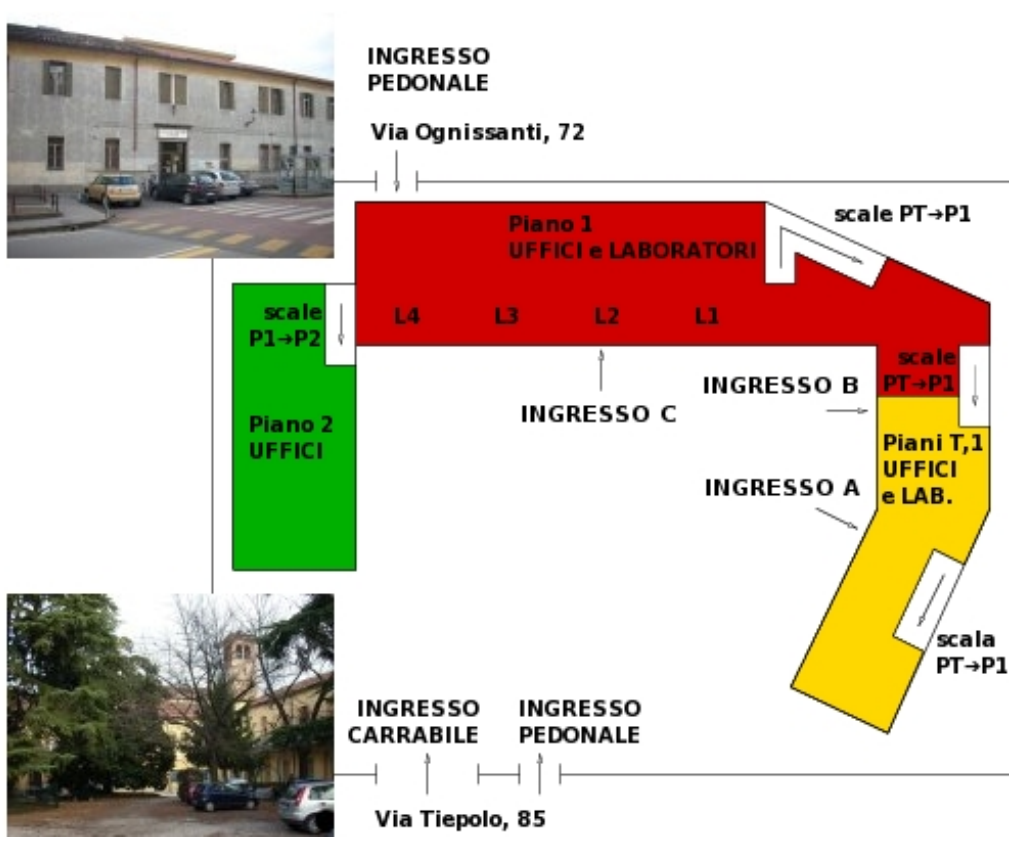 INGRESSO
PEDONALE
Via Ognissanti, 72
scale PT→P1
Piano 1
UFFICI e LABORATORI
scale
P1→P2
L4
L3
L2
L1
scale
PT→P1
INGRESSO B
INGRESSO C
Piano 2
UFFICI
Piani T,1
UFFICI
e LAB.
INGRESSO A
scala
PT→P1
INGRESSO
CARRABILE
INGRESSO
PEDONALE
Via Tiepolo, 85